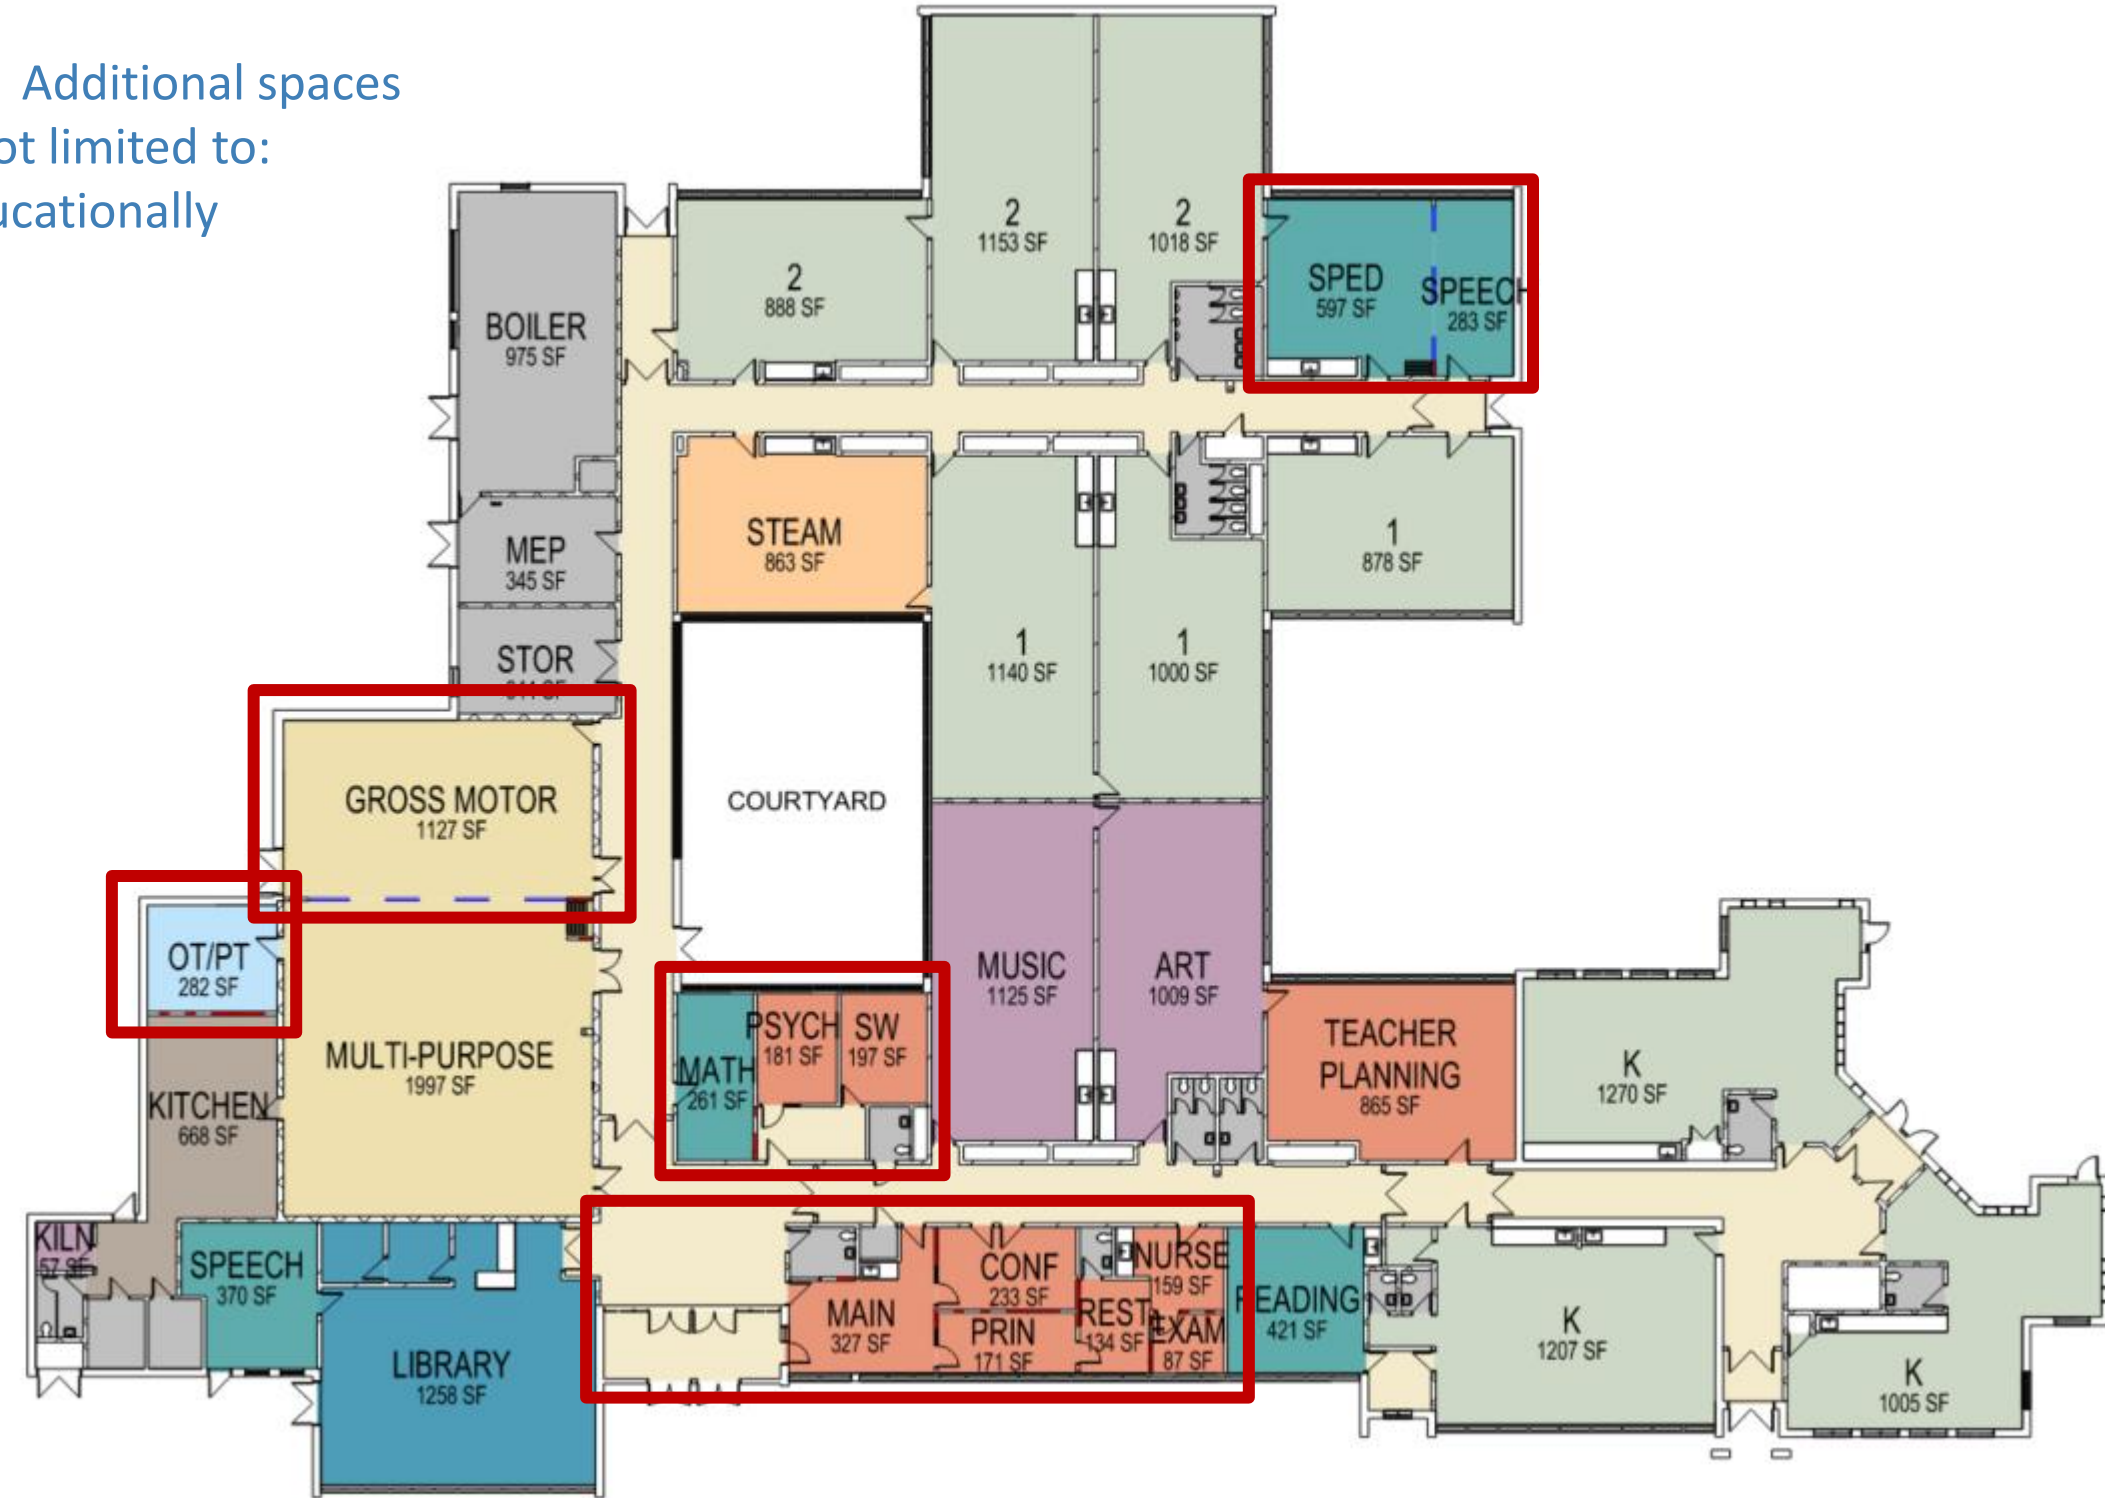 Additional spaces
ot limited to:
ucationally
2
1153 SF
2
1018 SF
2
888 SF
SPED
597 SF
SPEECH
283 SF
BOILER
975 SF
STEAM
863 SF
MEP
345 SF
1
878 SF
STOR
1
1140 SF
1
1000 SF
GROSS MOTOR
1127 SF
COURTYARD
OT/PT
282 SF
MUSIC
1125 SF
ART
1009 SF
MULTI-PURPOSE
1997 SF
MATH
261 SF
PSYCH
181 SF
SW
197 SF
TEACHER
PLANNING
865 SF
K
1270 SF
KITCHEN
668 SF
KILN
57 SF
SPEECH
370 SF
LIBRARY
1258 SF
MAIN
327 SF
CONF
233 SF
PRIN
171 SF
REST
134 SF
NURSE
159 SF
EXAM
87 SF
READING
421 SF
K
1207 SF
K
1005 SF